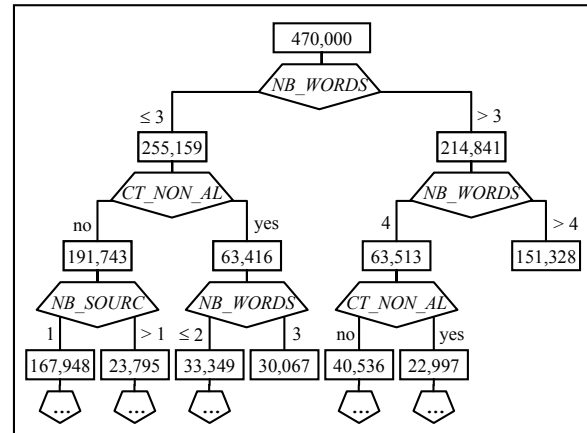 470,000
NB_WORDS
≤ 3 > 3
255,159 214,841
CT_NON_AL NB_WORDS
no yes 4 > 4
191,743 63,416 63,513 151,328
NB_SOURC NB_WORDS CT_NON_AL
1 > 1 ≤ 2 3 no yes
167,948 23,795 33,349 30,067 40,536 22,997
... ... ... ... ...